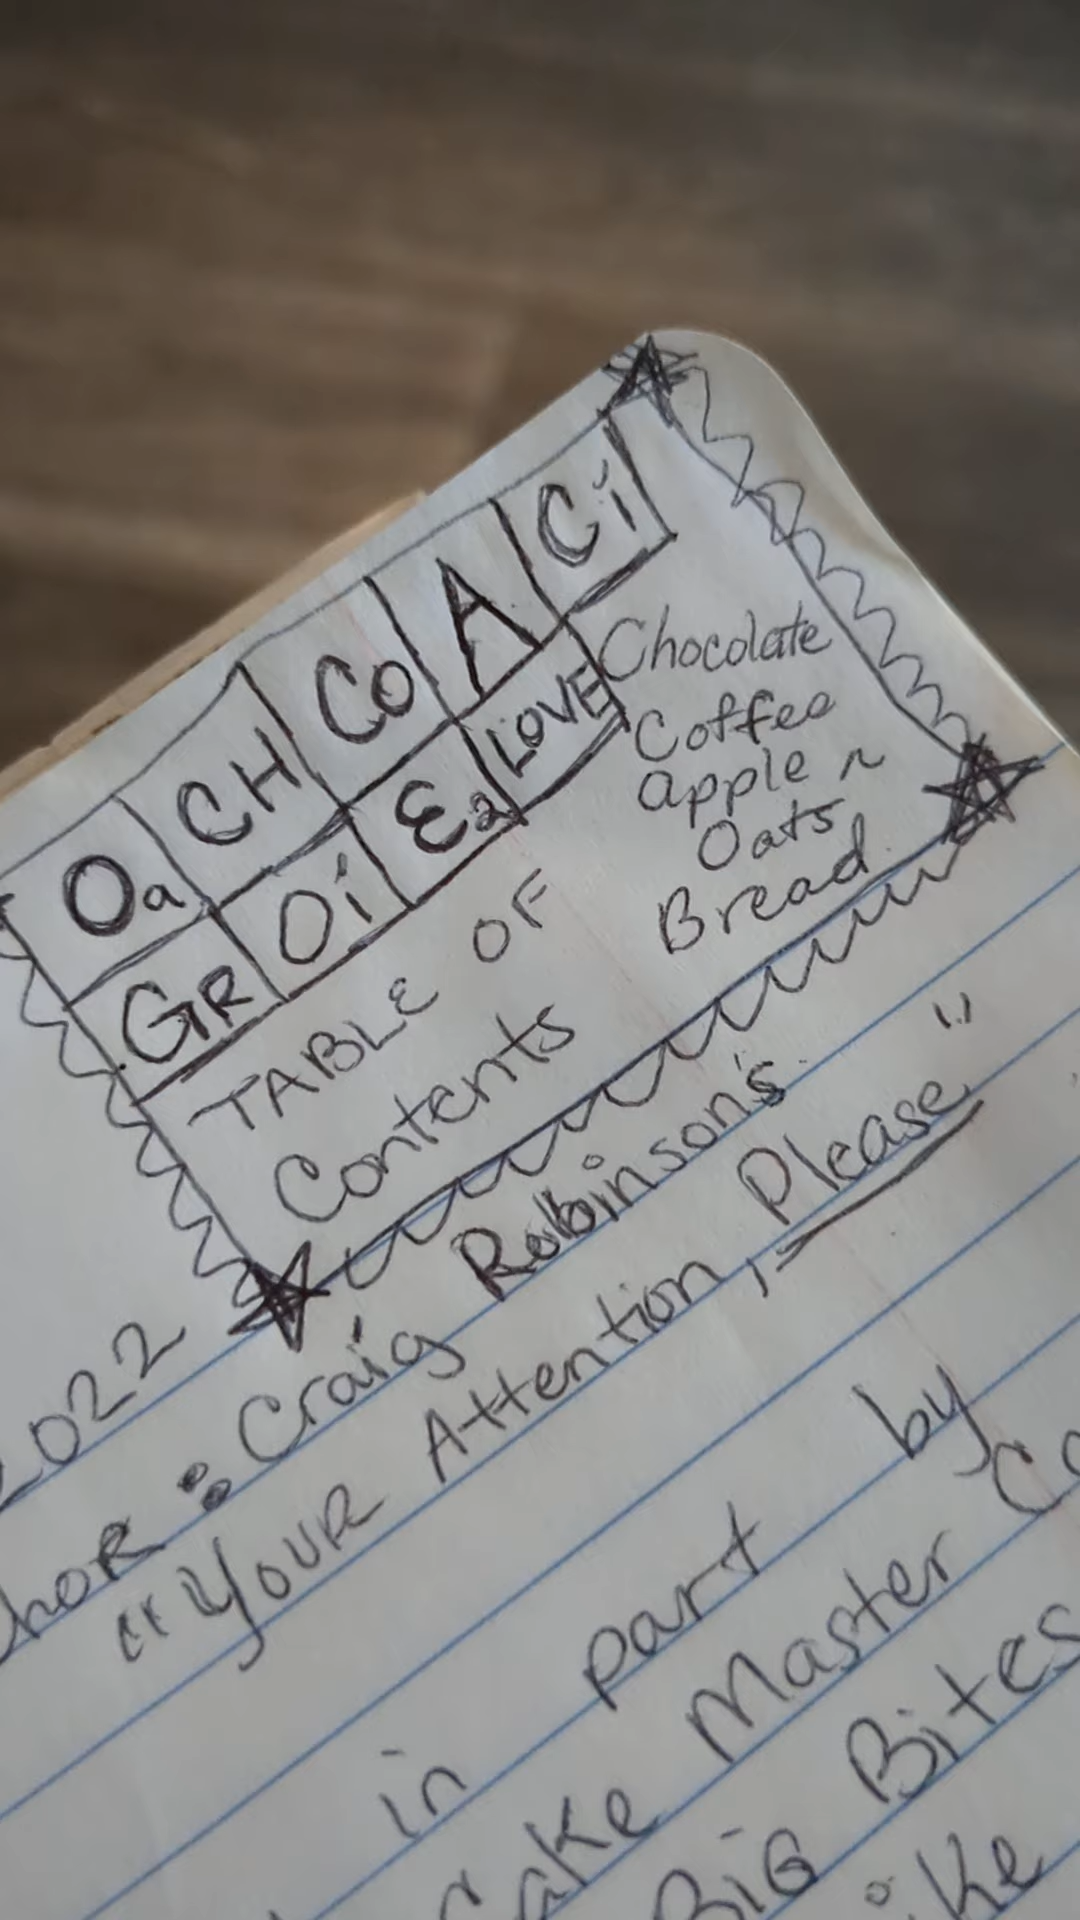 Oa CH Co A Ci
GR Oi E2 LOVE
TABLE OF
Contents
Chocolate
Coffee
Apple ~
Oats
Bread
2022
: Craig Robinson's
"Your Attention, Please"
in part by
Cake Master
BiG Bites